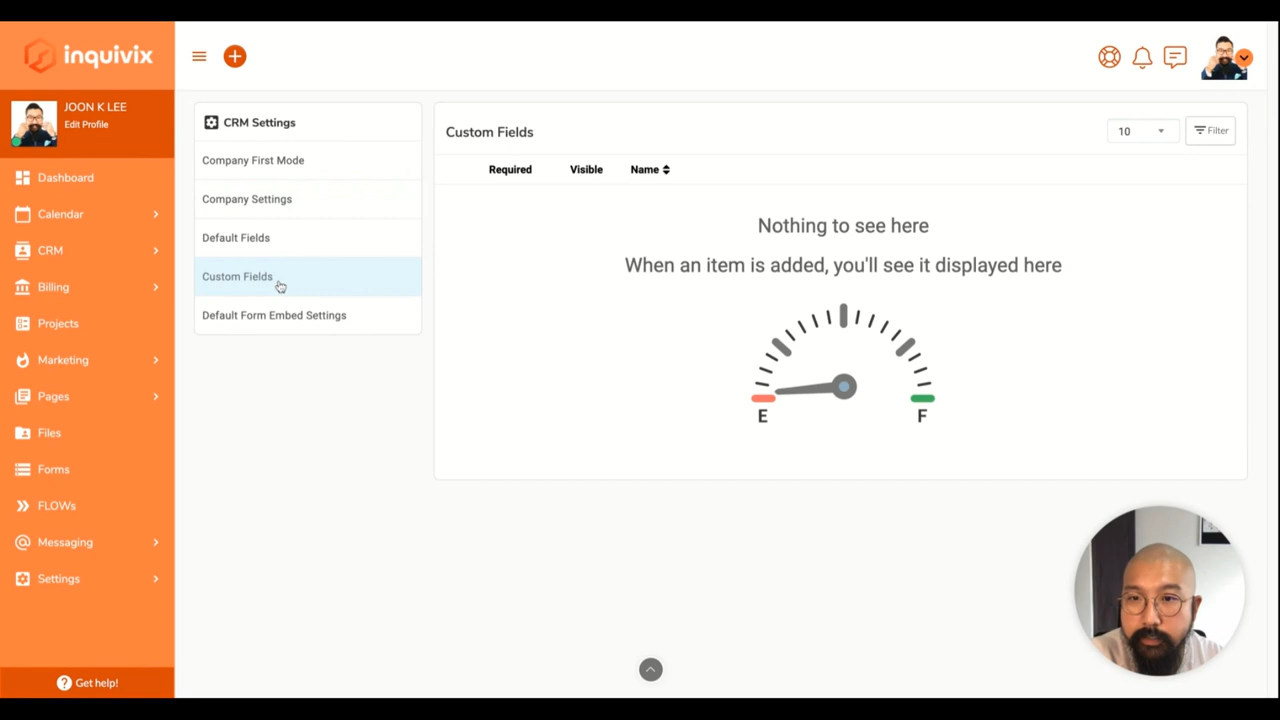 inquivix
JOON K LEE
Edit Profile
Dashboard
Calendar
CRM
Billing
Projects
Marketing
Pages
Files
Forms
FLOWs
Messaging
Settings
Get help!
CRM Settings
Company First Mode
Company Settings
Default Fields
Custom Fields
Default Form Embed Settings
Custom Fields
10
Filter
Required Visible Name
Nothing to see here
When an item is added, you'll see it displayed here
E F